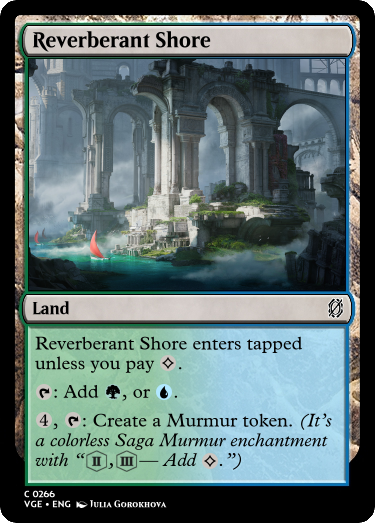 Reverberant Shore
Land
Reverberant Shore enters tapped
unless you pay {C}.
{T}: Add {G}, or {U}.
{4}, {T}: Create a Murmur token. (It's
a colorless Saga Murmur enchantment
with “II, III— Add {C}.”)
C 0266
VGE • ENG Julia Gorokhova